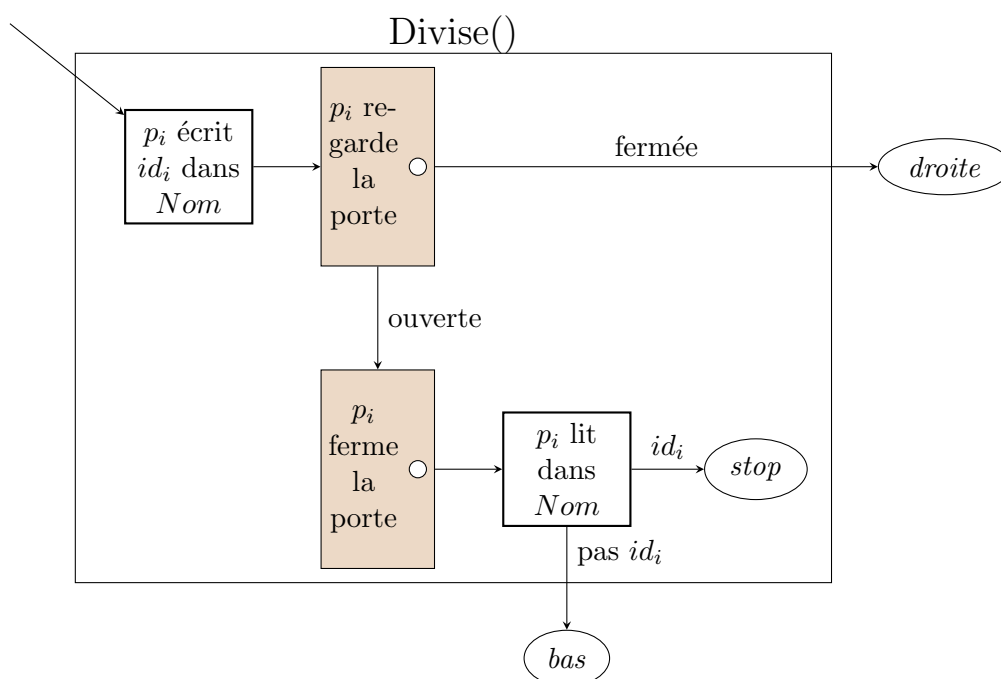 Divise()
p_i écrit
id_i dans
Nom
p_i re-
garde
la
porte
fermée
droite
ouverte
p_i
ferme
la
porte
p_i lit
dans
Nom
id_i
stop
pas id_i
bas